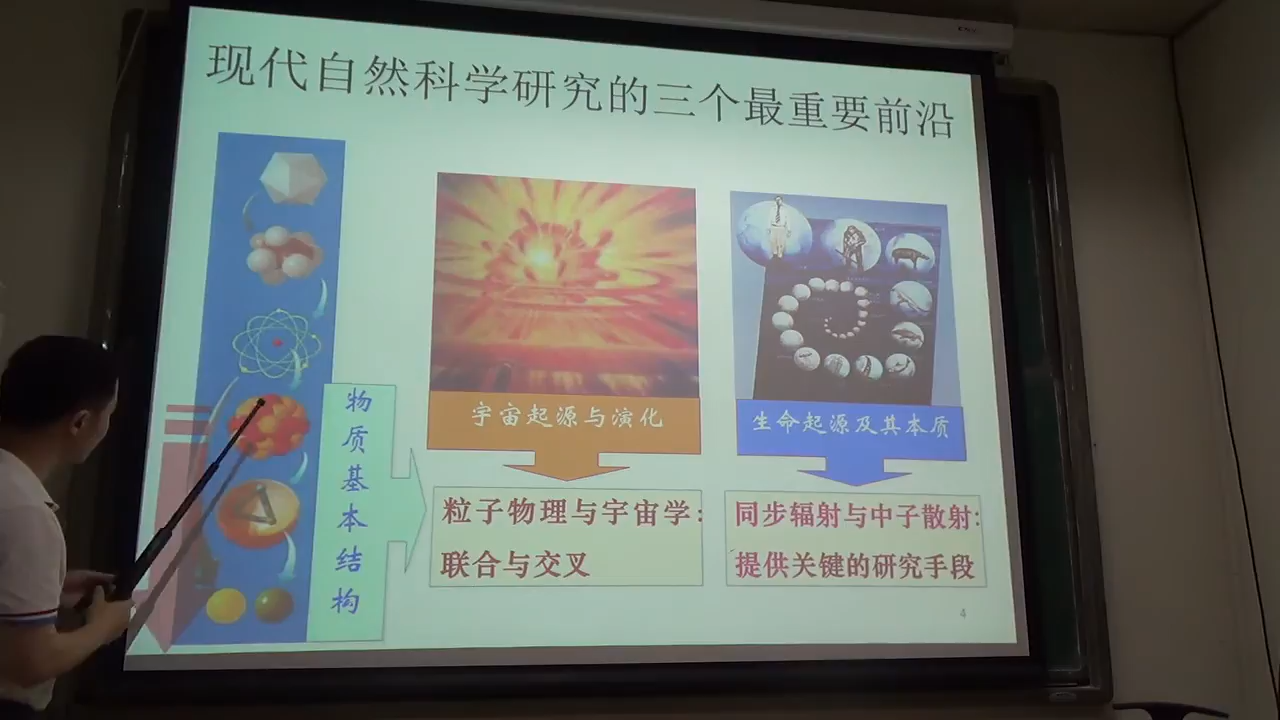 现代自然科学研究的三个最重要前沿
物质基本结构
宇宙起源与演化
粒子物理与宇宙学:
联合与交叉
生命起源及其本质
同步辐射与中子散射:
提供关键的研究手段
4